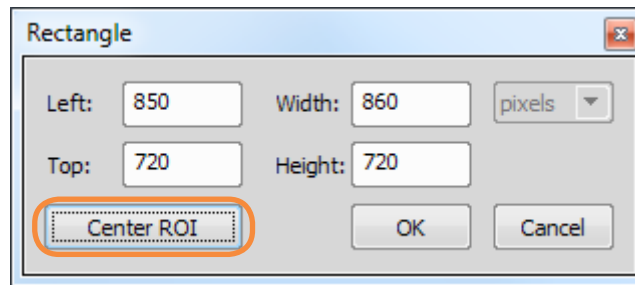 Rectangle
Left: 850 Width: 860 pixels
Top: 720 Height: 720
Center ROI OK Cancel